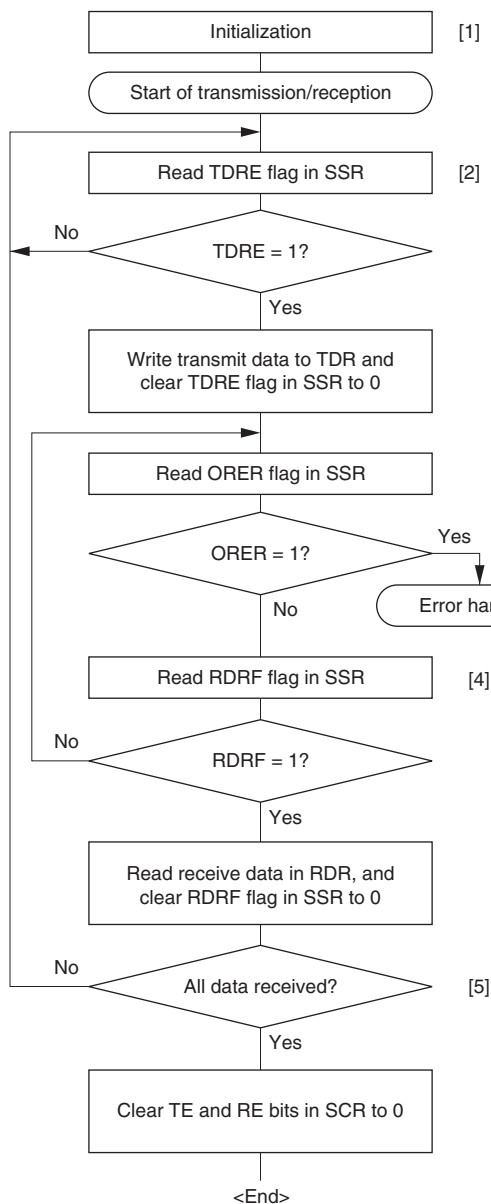 Initialization [1]
Start of transmission/reception
Read TDRE flag in SSR [2]
No
TDRE = 1?
Yes
Write transmit data to TDR and
clear TDRE flag in SSR to 0
Read ORER flag in SSR
Yes
ORER = 1?
Error
No
Read RDRF flag in SSR [4]
No
RDRF = 1?
Yes
Read receive data in RDR, and
clear RDRF flag in SSR to 0
No
All data received? [5]
Yes
Clear TE and RE bits in SCR to 0
<End>